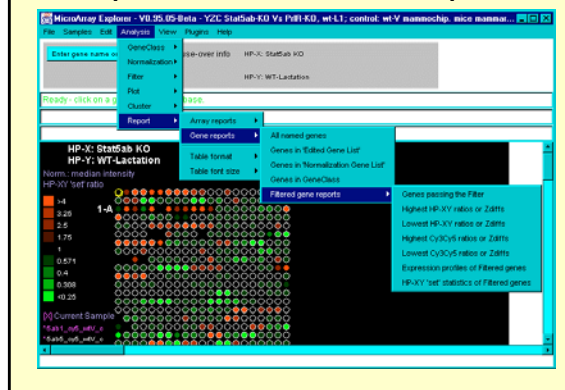 MicroArray Explorer - V0.95.05-Beta - YZC Stat5ab-KO Vs PrlR-KO, wt-L1; control: wt-V mammochip. mice mammar...
File Samples Edit Analysis View Plugins Help
Enter gene name o
use-over info
HP-X: Stat5ab KO
HP-Y: WT-Lactation
GeneClass
Normalization
Filter
Plot
Cluster
Report
Ready - click on a g
base.
Array reports
Gene reports
Table format
Table font size
All named genes
Genes in 'Edited Gene List'
Genes in 'Normalization Gene List'
Genes in GeneClass
Filtered gene reports
Genes passing the Filter
Highest HP-XY ratios or Zdiffs
Lowest HP-XY ratios or Zdiffs
Highest Cy3Cy5 ratios or Zdiffs
Lowest Cy3Cy5 ratios or Zdiffs
Expression profiles of Filtered genes
HP-XY 'set' statistics of Filtered genes
HP-X: Stat5ab KO
HP-Y: WT-Lactation
Norm.: median intensity
HP-XY 'set' ratio
1-A
>4
3.25
2.5
1.75
1
0.571
0.4
0.308
<0.25
[X] Current Sample